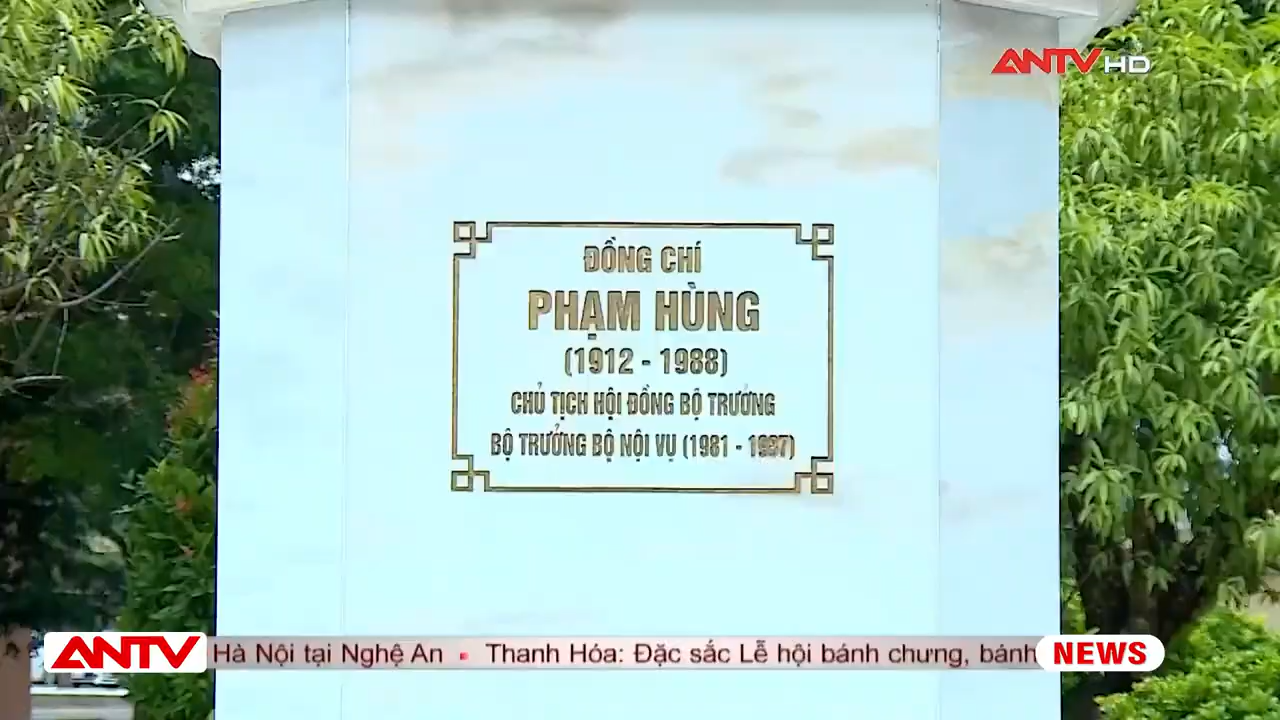 ANTV HD
ĐỒNG CHÍ
PHẠM HÙNG
(1912 - 1988)
CHỦ TỊCH HỘI ĐỒNG BỘ TRƯỞNG
BỘ TRƯỞNG BỘ NỘI VỤ (1981 - 1987)
ANTV Hà Nội tại Nghệ An • Thanh Hóa: Đặc sắc Lễ hội bánh chưng, bánh NEWS